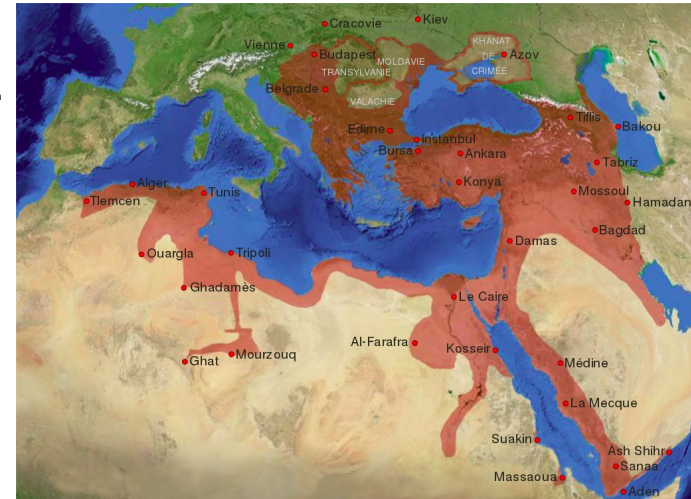 Cracovie
Kiev
Vienne
Budapest
KHANAT
DE
CRIMÉE
Azov
MOLDAVIE
TRANSYLVANIE
Belgrade
VALACHIE
Edirne
Instanbul
Bursa
Ankara
Tiflis
Bakou
Tabriz
Konya
Mossoul
Hamadan
Alger
Tlemcen
Tunis
Bagdad
Damas
Ouargla
Tripoli
Ghadamès
Le Caire
Al-Farafra
Kosseir
Mourzouq
Ghat
Médine
La Mecque
Suakin
Ash Shihr
Sanaa
Massaoua
Aden